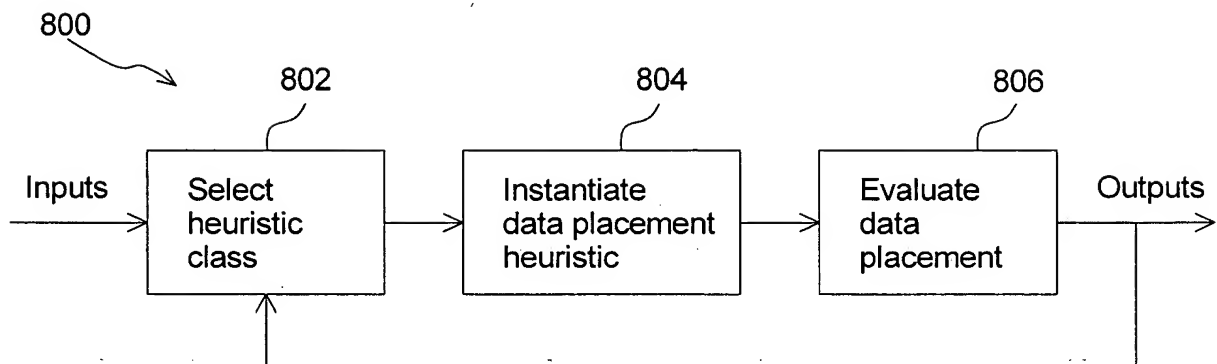 800
802
804
806
Inputs
Select
heuristic
class
Instantiate
data placement
heuristic
Evaluate
data
placement
Outputs